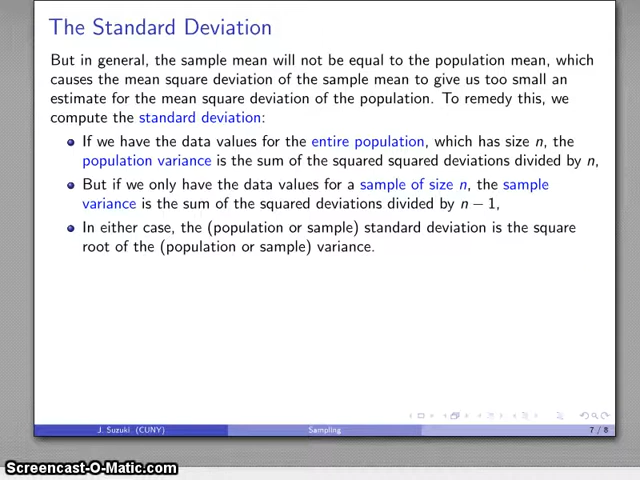 The Standard Deviation
But in general, the sample mean will not be equal to the population mean, which
causes the mean square deviation of the sample mean to give us too small an
estimate for the mean square deviation of the population. To remedy this, we
compute the standard deviation:
If we have the data values for the entire population, which has size n, the
population variance is the sum of the squared squared deviations divided by n,
But if we only have the data values for a sample of size n, the sample
variance is the sum of the squared deviations divided by n − 1,
In either case, the (population or sample) standard deviation is the square
root of the (population or sample) variance.
J. Suzuki. (CUNY)
Sampling
7 / 8
Screencast-O-Matic.com